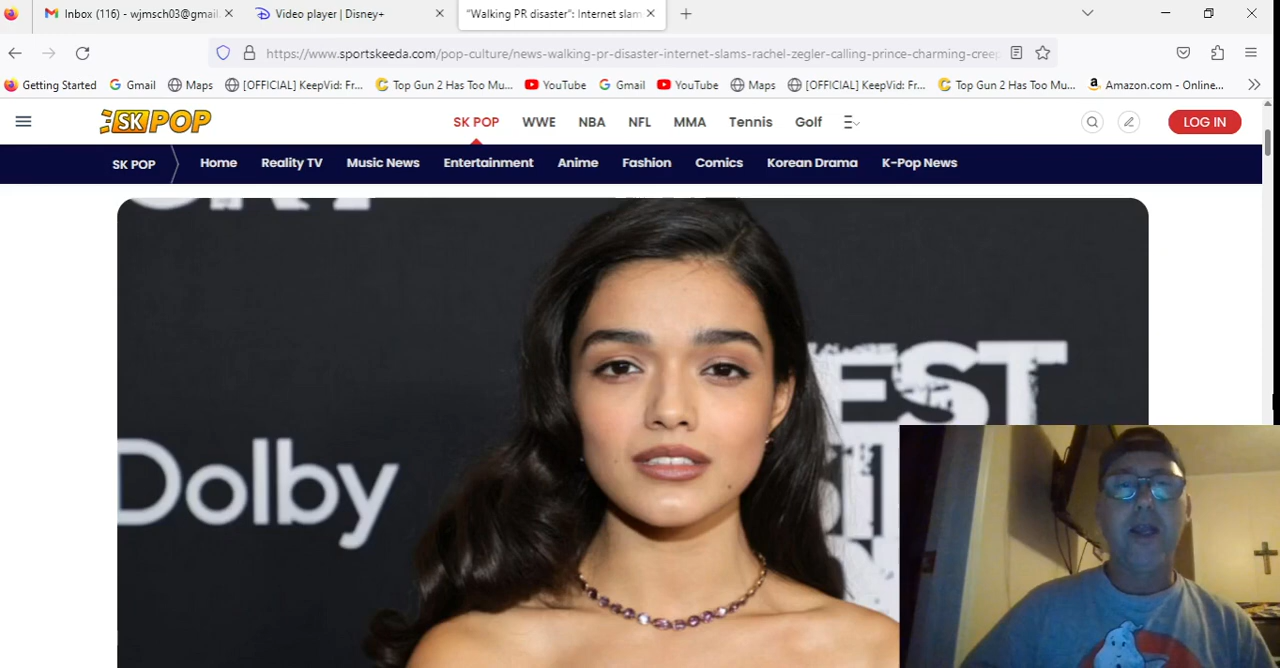 Inbox (116) - wjmsch03@gmail.
Video player | Disney+
"Walking PR disaster": Internet slam
https://www.sportskeeda.com/pop-culture/news-walking-pr-disaster-internet-slams-rachel-zegler-calling-prince-charming-creep
Getting Started Gmail Maps [OFFICIAL] KeepVid: Fr... Top Gun 2 Has Too Mu... YouTube Gmail YouTube Maps [OFFICIAL] KeepVid: Fr... Top Gun 2 Has Too Mu... Amazon.com - Online...
SK POP SK POP WWE NBA NFL MMA Tennis Golf LOG IN
SK POP Home Reality TV Music News Entertainment Anime Fashion Comics Korean Drama K-Pop News
EST
Dolby